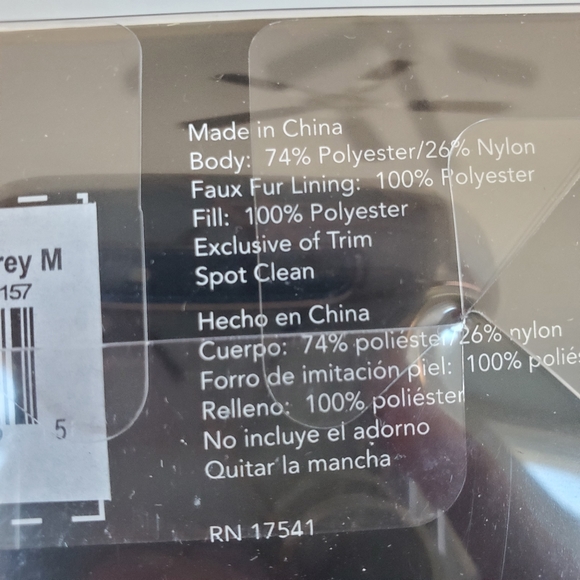 Made in China
Body: 74% Polyester/26% Nylon
Faux Fur Lining: 100% Polyester
Fill: 100% Polyester
Exclusive of Trim
Spot Clean
Hecho en China
Cuerpo: 74% poliéster/26% nylon
Forro de imitación piel: 100% poliés
Relleno: 100% poliéster
No incluye el adorno
Quitar la mancha
RN 17541
rey M
157
5